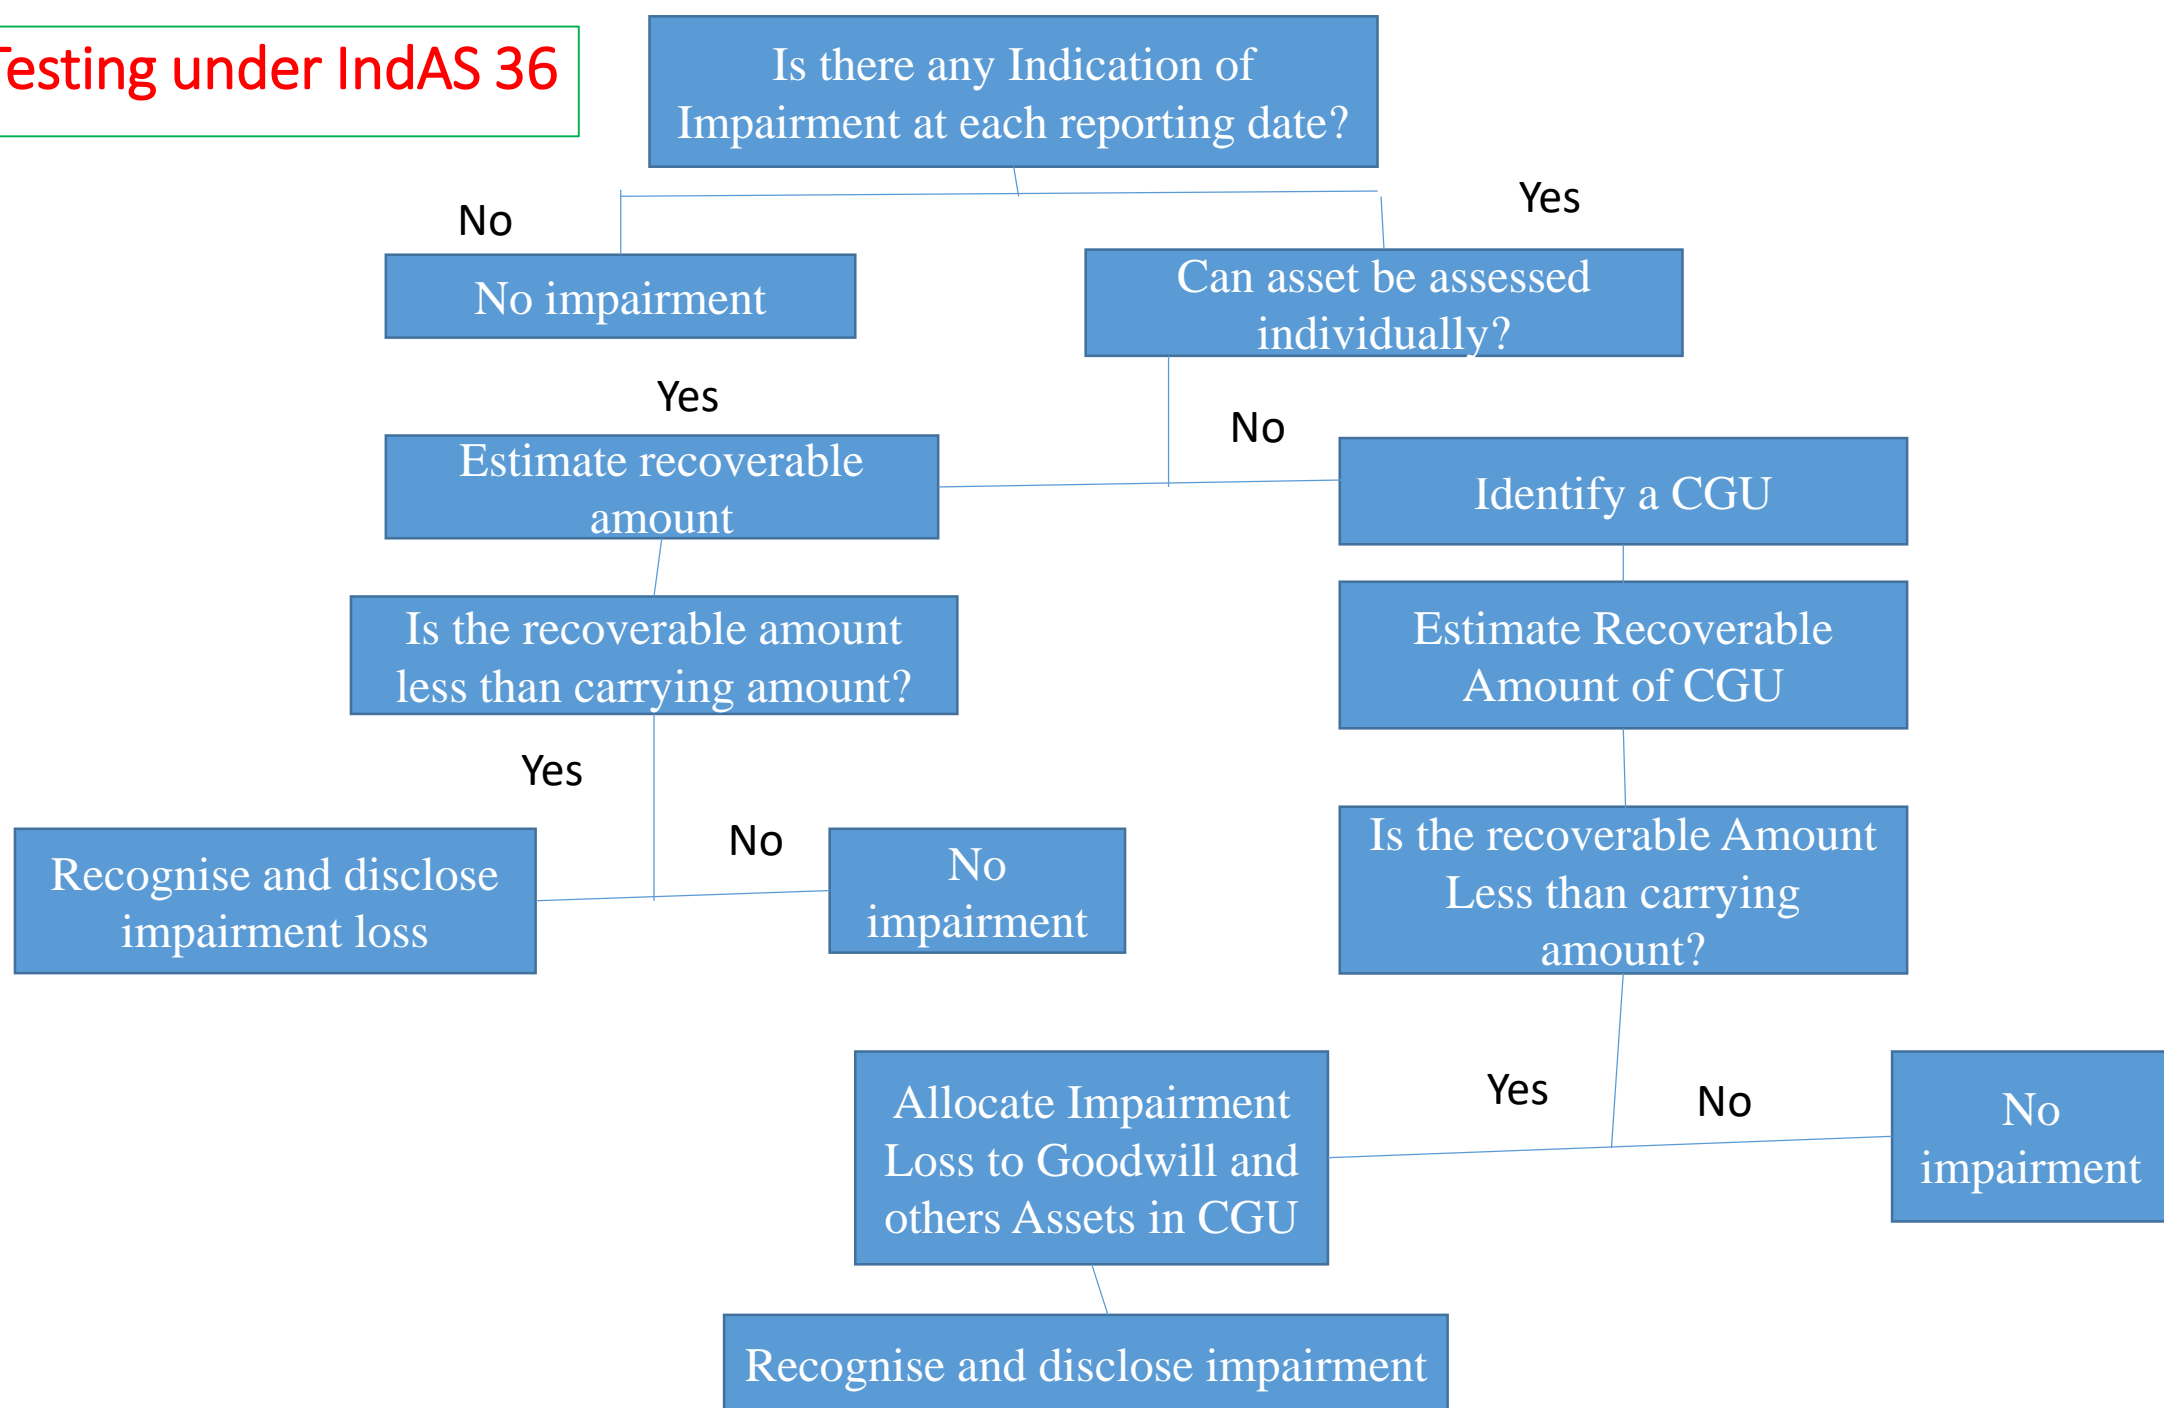 Testing under IndAS 36
Is there any Indication of
Impairment at each reporting date?
No
Yes
No impairment
Can asset be assessed
individually?
Yes
No
Estimate recoverable
amount
Identify a CGU
Is the recoverable amount
less than carrying amount?
Estimate Recoverable
Amount of CGU
Yes
No
Recognise and disclose
impairment loss
No
impairment
Is the recoverable Amount
Less than carrying
amount?
Yes
No
Allocate Impairment
Loss to Goodwill and
others Assets in CGU
No
impairment
Recognise and disclose impairment